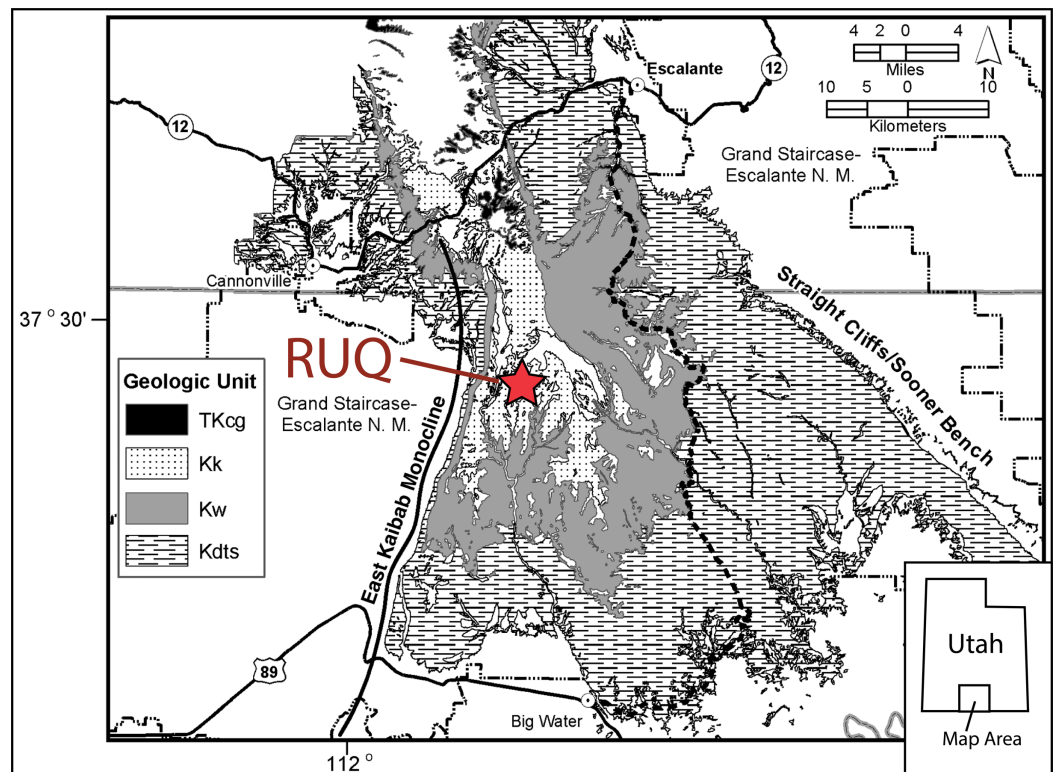 4 2 0 4
Miles
N
10 5 0 10
Kilometers
Escalante
12
12
Grand Staircase-
Escalante N. M.
Cannonville
Straight Cliffs/Sooner Bench
37 ° 30'
RUQ
Grand Staircase-
Escalante N. M.
East Kaibab Monocline
Geologic Unit
TKcg
Kk
Kw
Kdts
89
Big Water
Utah
Map Area
112 °